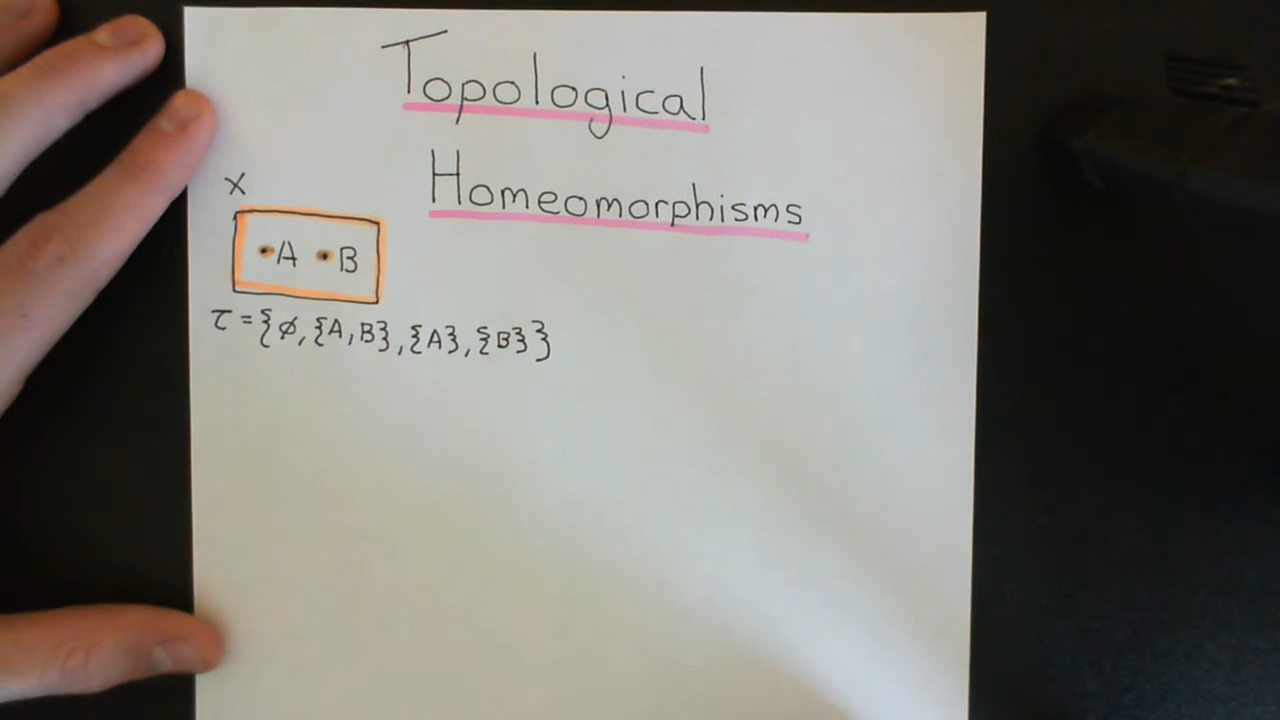 Topological
Homeomorphisms
X
•A •B
τ={∅,{A,B},{A},{B}}